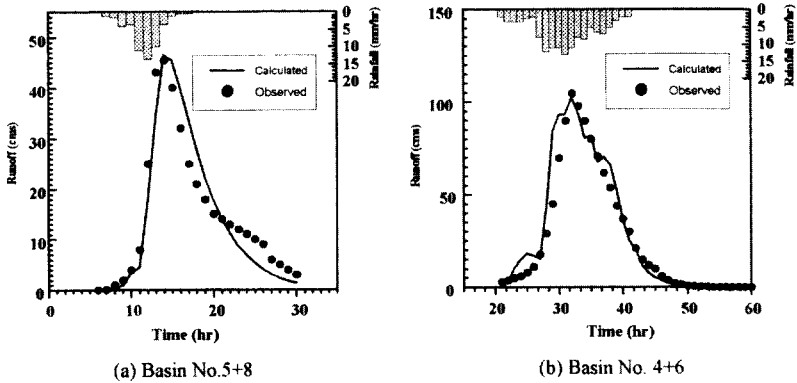 50
40
30
20
10
0
Runoff (cms)
0
5
10
15
20
Rainfall (mm/hr)
Calculated
Observed
0
10
20
30
Time (hr)
(a) Basin No.5+8
150
100
50
0
Runoff (cms)
0
5
10
15
20
Rainfall (mm/hr)
Calculated
Observed
20
30
40
50
60
Time (hr)
(b) Basin No. 4+6